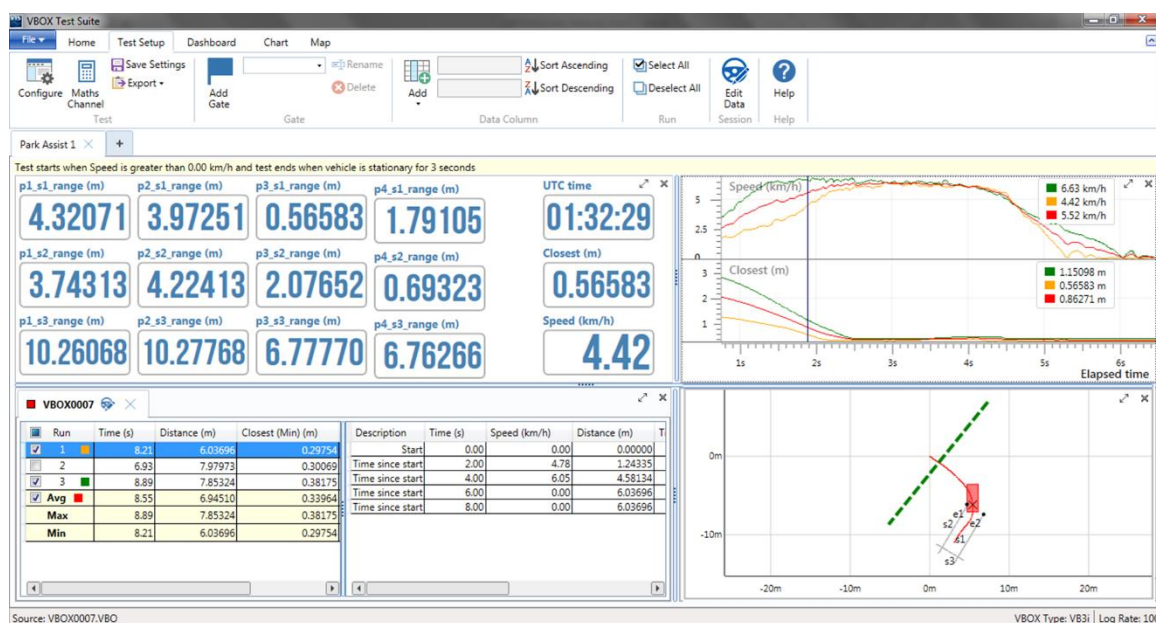 VBOX Test Suite
File Home Test Setup Dashboard Chart Map
Configure Maths Channel Save Settings Export
Add Gate Rename Delete
Add Sort Ascending Sort Descending
Select All Deselect All
Edit Data Help
Test Gate Data Column Run Session Help
Park Assist 1 +
Test starts when Speed is greater than 0.00 km/h and test ends when vehicle is stationary for 3 seconds
p1_s1_range (m) p2_s1_range (m) p3_s1_range (m) p4_s1_range (m) UTC time
4.32071 3.97251 0.56583 1.79105 01:32:29
p1_s2_range (m) p2_s2_range (m) p3_s2_range (m) p4_s2_range (m) Closest (m)
3.74313 4.22413 2.07652 0.69323 0.56583
p1_s3_range (m) p2_s3_range (m) p3_s3_range (m) p4_s3_range (m) Speed (km/h)
10.26068 10.27768 6.77770 6.76266 4.42
Speed (km/h)
5
2.5
0
6.63 km/h
4.42 km/h
5.52 km/h
Closest (m)
3
2
1
1.15098 m
0.56583 m
0.86271 m
1s 2s 3s 4s 5s 6s
Elapsed time
VBOX0007
Run Time (s) Distance (m) Closest (Min) (m)
1 8.21 6.03696 0.29754
2 6.93 7.97973 0.30069
3 8.89 7.85324 0.38175
Avg 8.55 6.94510 0.33964
Max 8.89 7.85324 0.38175
Min 8.21 6.03696 0.29754
Description Time (s) Speed (km/h) Distance (m) Ti
Start 0.00 0.00 0.00000
Time since start 2.00 4.78 1.24335
Time since start 4.00 6.05 4.58134
Time since start 6.00 0.00 6.03696
Time since start 8.00 0.00 6.03696
0m
-10m
e1 e2
s2 s1
s3
-20m -10m 0m 10m 20m
Source: VBOX0007.VBO VBOX Type: VB3i Log Rate: 100